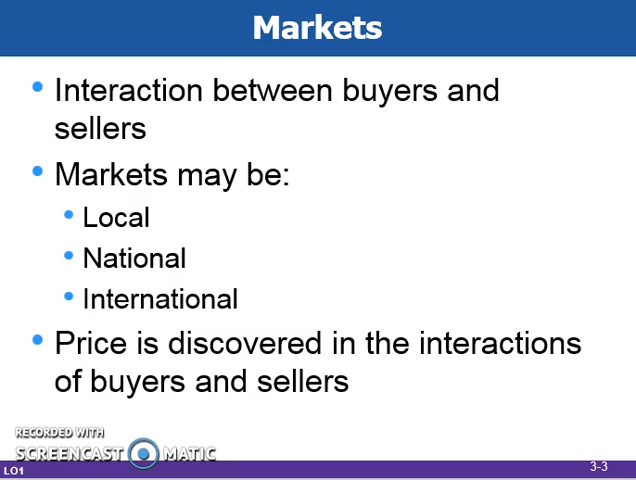 Markets
• Interaction between buyers and
sellers
• Markets may be:
• Local
• National
• International
• Price is discovered in the interactions
of buyers and sellers
RECORDED WITH
SCREENCAST MATIC
LO1
3-3